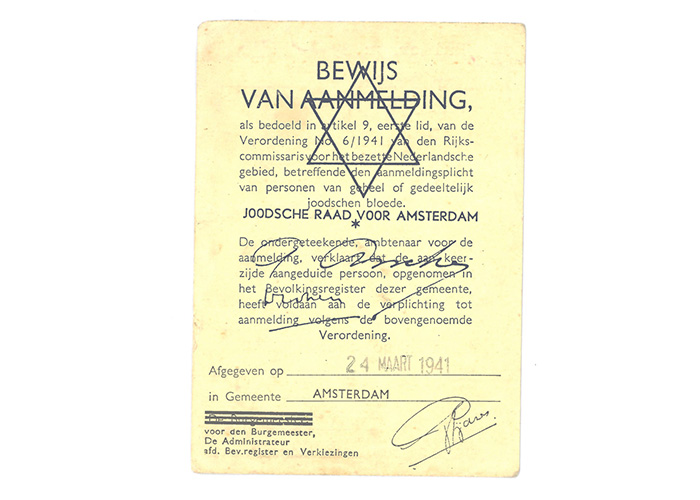 BEWIJS
VAN AANMELDING,
als bedoeld in artikel 9, eerste lid, van de
Verordening No. 6/1941 van den Rijks-
commissaris voor het bezette Nederlandsche
gebied, betreffende den aanmeldingsplicht
van personen van geheel of gedeeltelijk
joodschen bloede.
JOODSCHE RAAD VOOR AMSTERDAM
*
De ondergeteekende, ambtenaar voor de
aanmelding, verklaart dat de aan keer-
zijde aangeduide persoon, opgenomen in
het Bevolkingsregister dezer gemeente,
heeft voldaan aan de verplichting tot
aanmelding volgens de bovengenoemde
Verordening.
Afgegeven op 24 MAART 1941
in Gemeente AMSTERDAM
De Burgemeester,
voor den Burgemeester,
De Administrateur
afd. Bev.register en Verkiezingen